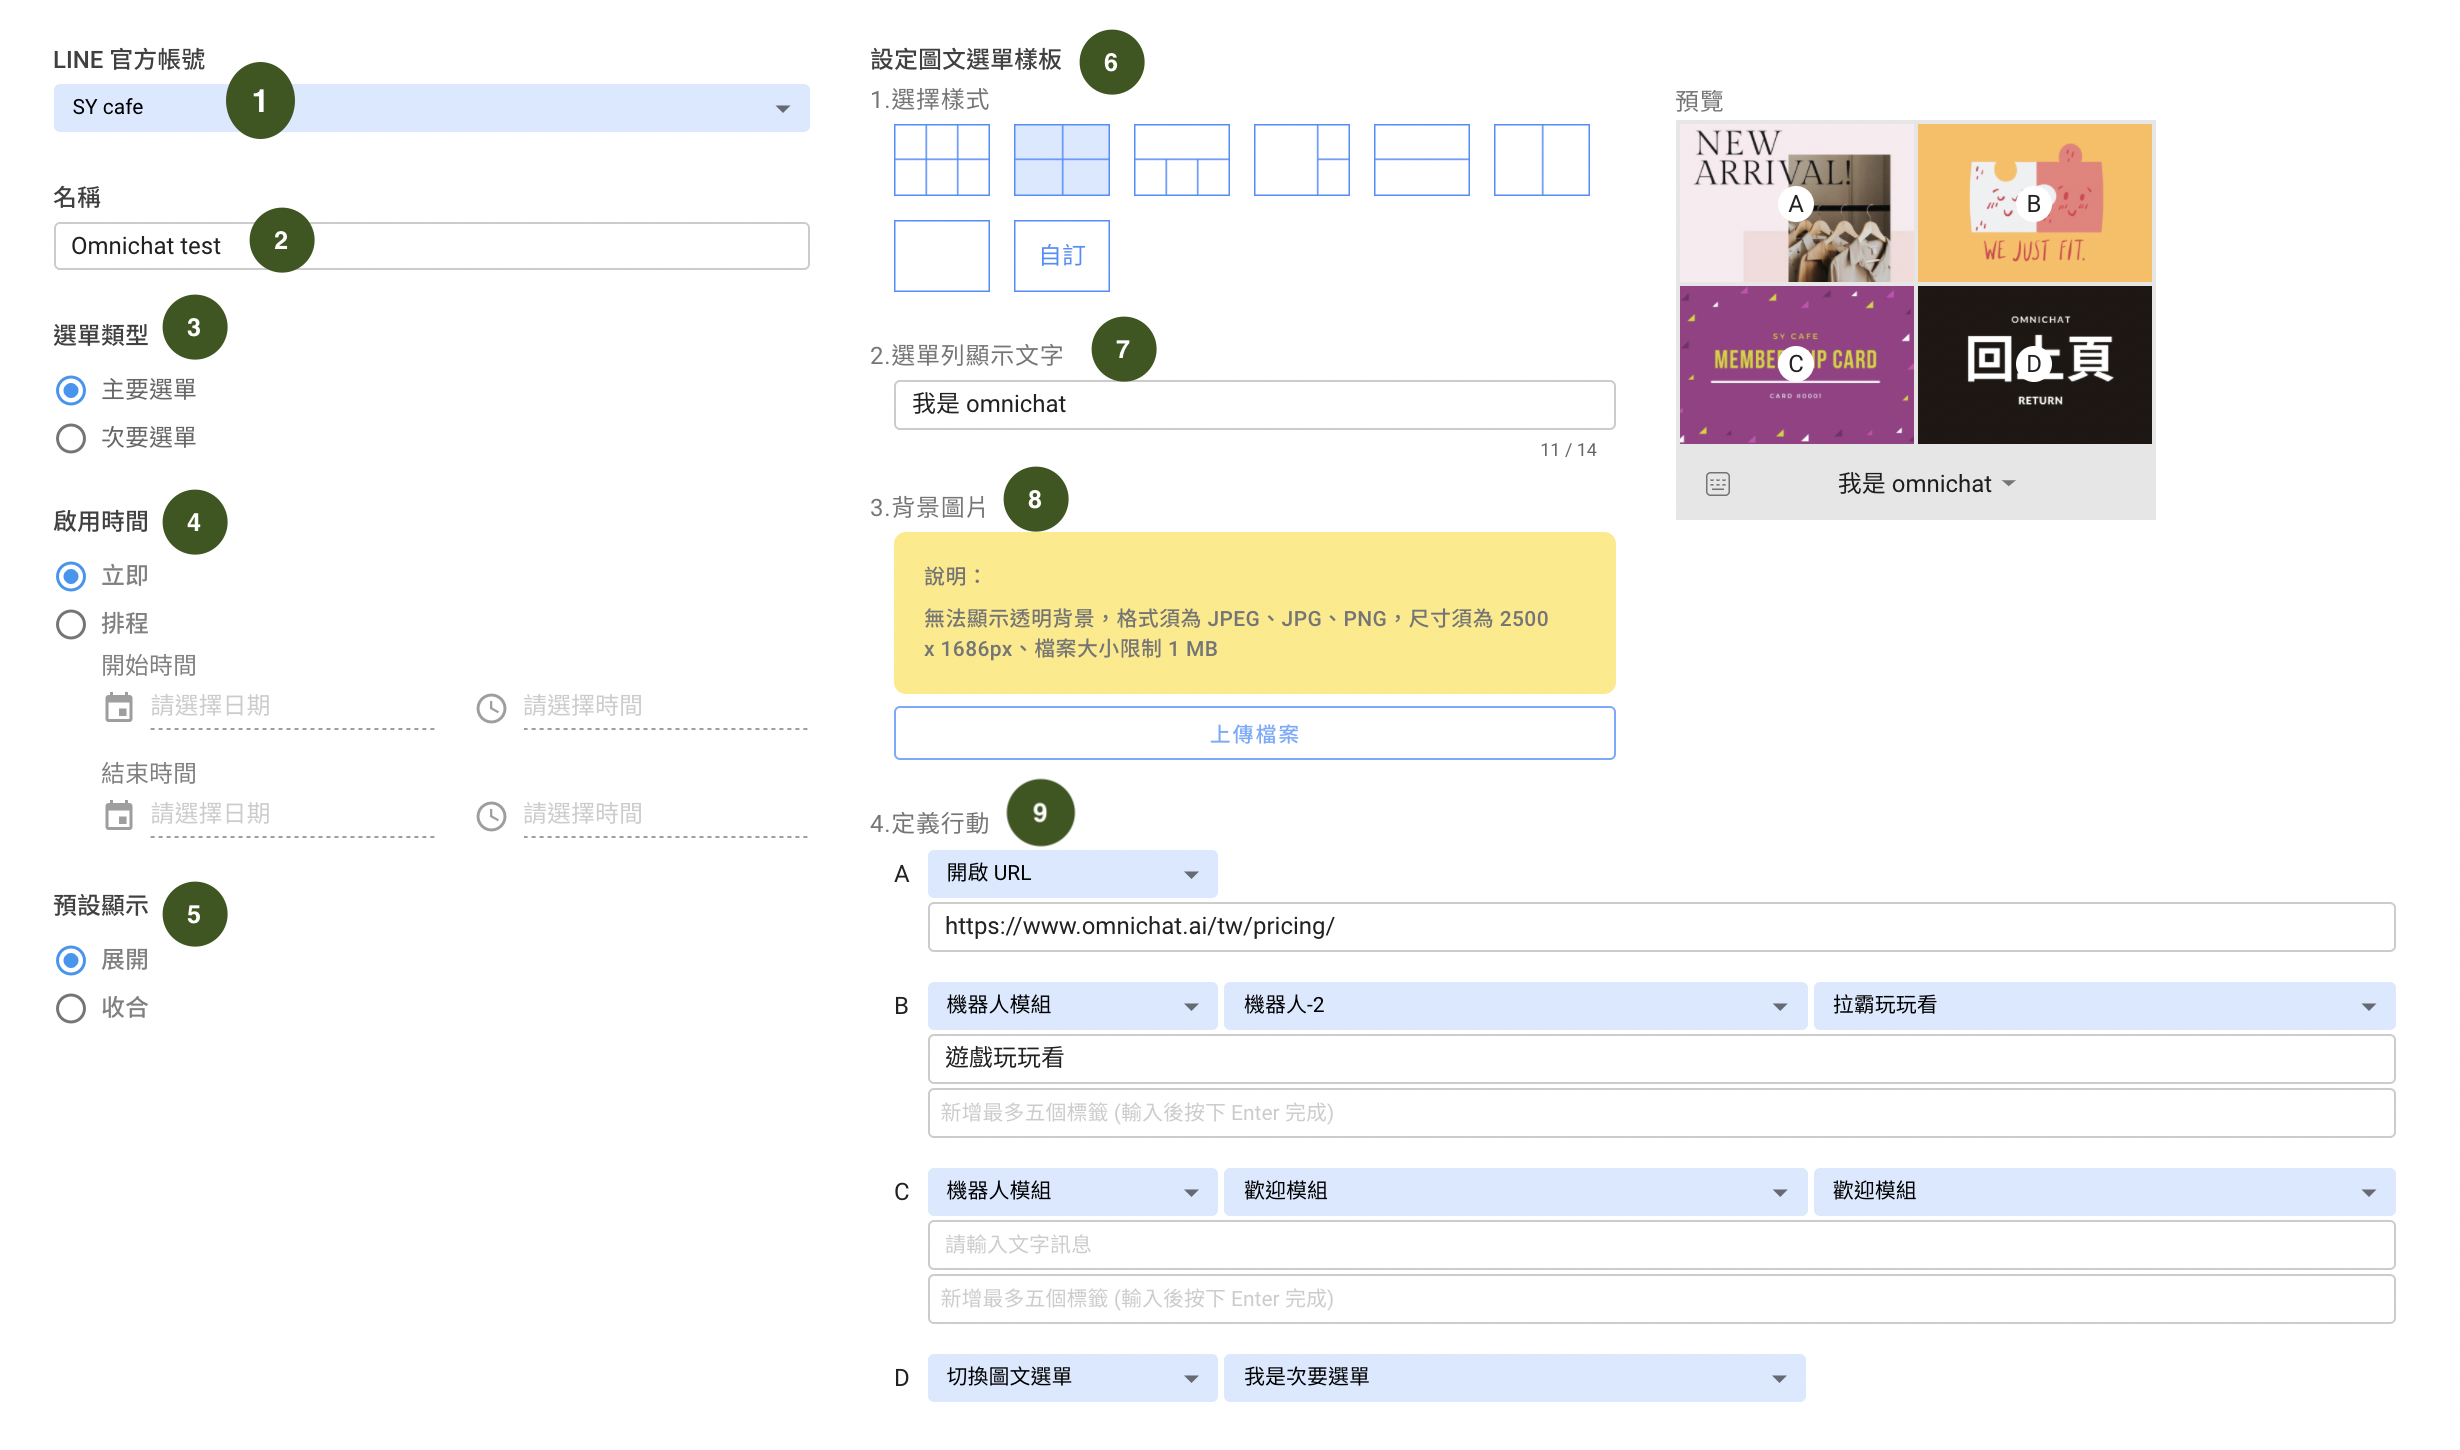 LINE 官方帳號
1
SY cafe
名稱
2
Omnichat test
選單類型
3
主要選單
次要選單
啟用時間
4
立即
排程
開始時間
請選擇日期
請選擇時間
結束時間
請選擇日期
請選擇時間
預設顯示
5
展開
收合
設定圖文選單樣板
6
1.選擇樣式
自訂
2.選單列顯示文字
7
我是 omnichat
11 / 14
3.背景圖片
8
說明：
無法顯示透明背景，格式須為 JPEG、JPG、PNG，尺寸須為 2500
x 1686px、檔案大小限制 1 MB
上傳檔案
4.定義行動
9
A
開啟 URL
https://www.omnichat.ai/tw/pricing/
B
機器人模組
機器人-2
拉霸玩玩看
遊戲玩玩看
新增最多五個標籤 (輸入後按下 Enter 完成)
C
機器人模組
歡迎模組
歡迎模組
請輸入文字訊息
新增最多五個標籤 (輸入後按下 Enter 完成)
D
切換圖文選單
我是次要選單
預覽
NEW
ARRIVAL!
A
B
WE JUST FIT.
SY CAFE
MEMBERSHIP CARD
C
CARD #0001
OMNICHAT
回上頁
D
RETURN
我是 omnichat